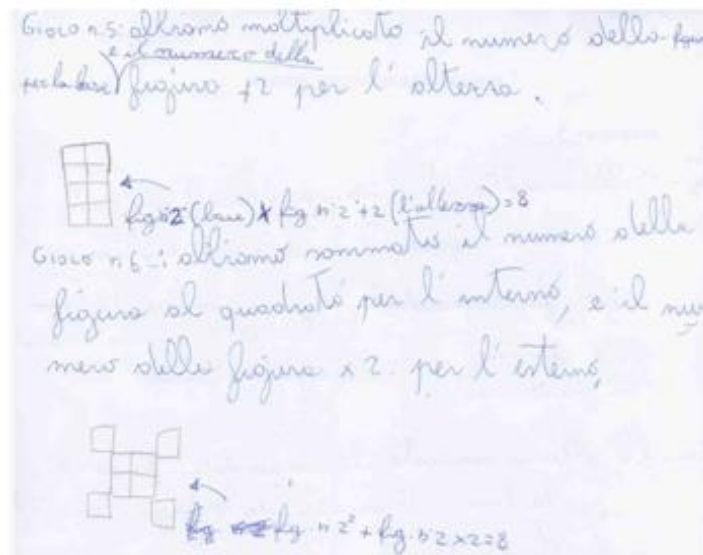 Gioco n.5: abbiamo moltiplicato il numero della figura
e il numero della
per la base figura +2 per l'altezza.
fig n°2 (base) x fig n°2 +2 (l'altezza) = 8
Gioco n.6: abbiamo sommato il numero della
figura al quadrato per l'interno, e il nu
mero della figura x 2 per l'esterno,
fig. n°2² + fig. n°2 x 2 = 8